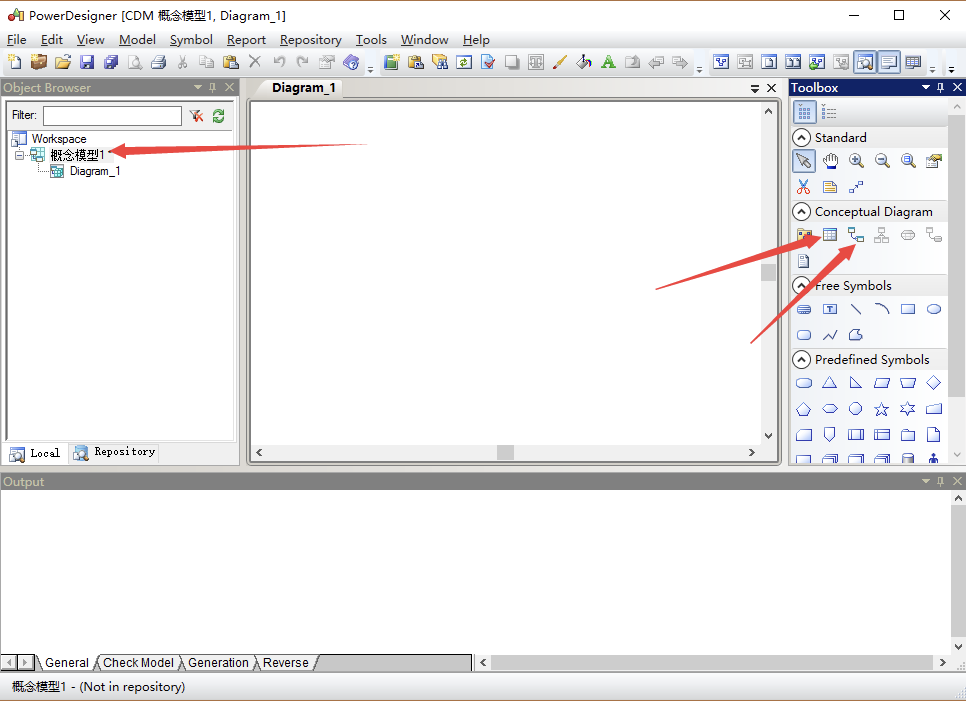 PowerDesigner [CDM 概念模型1, Diagram_1]
File Edit View Model Symbol Report Repository Tools Window Help
Object Browser
Diagram_1
Toolbox
Filter:
Workspace
概念模型1
Diagram_1
Standard
Conceptual Diagram
Free Symbols
Predefined Symbols
Local Repository
Output
General Check Model Generation Reverse
概念模型1 - (Not in repository)